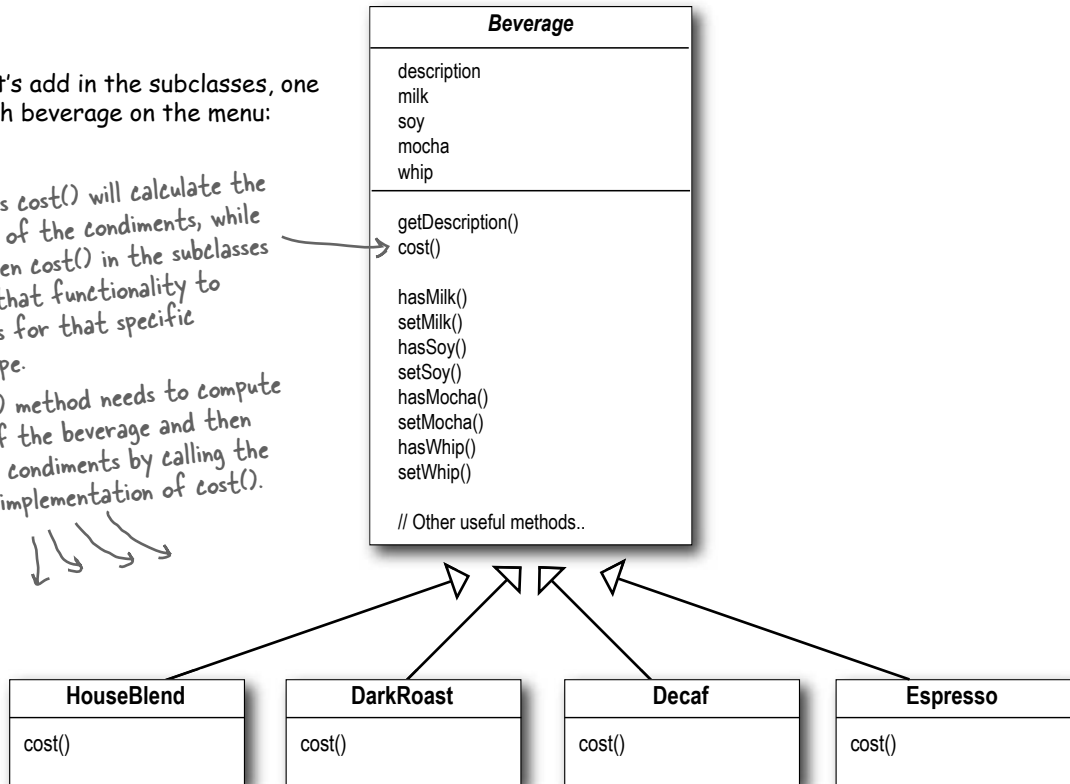 Beverage
description
milk
soy
mocha
whip
getDescription()
cost()
hasMilk()
setMilk()
hasSoy()
setSoy()
hasMocha()
setMocha()
hasWhip()
setWhip()
// Other useful methods..
t's add in the subclasses, one
h beverage on the menu:
s cost() will calculate the
of the condiments, while
en cost() in the subclasses
that functionality to
s for that specific
pe.
) method needs to compute
f the beverage and then
condiments by calling the
implementation of cost().
HouseBlend
cost()
DarkRoast
cost()
Decaf
cost()
Espresso
cost()